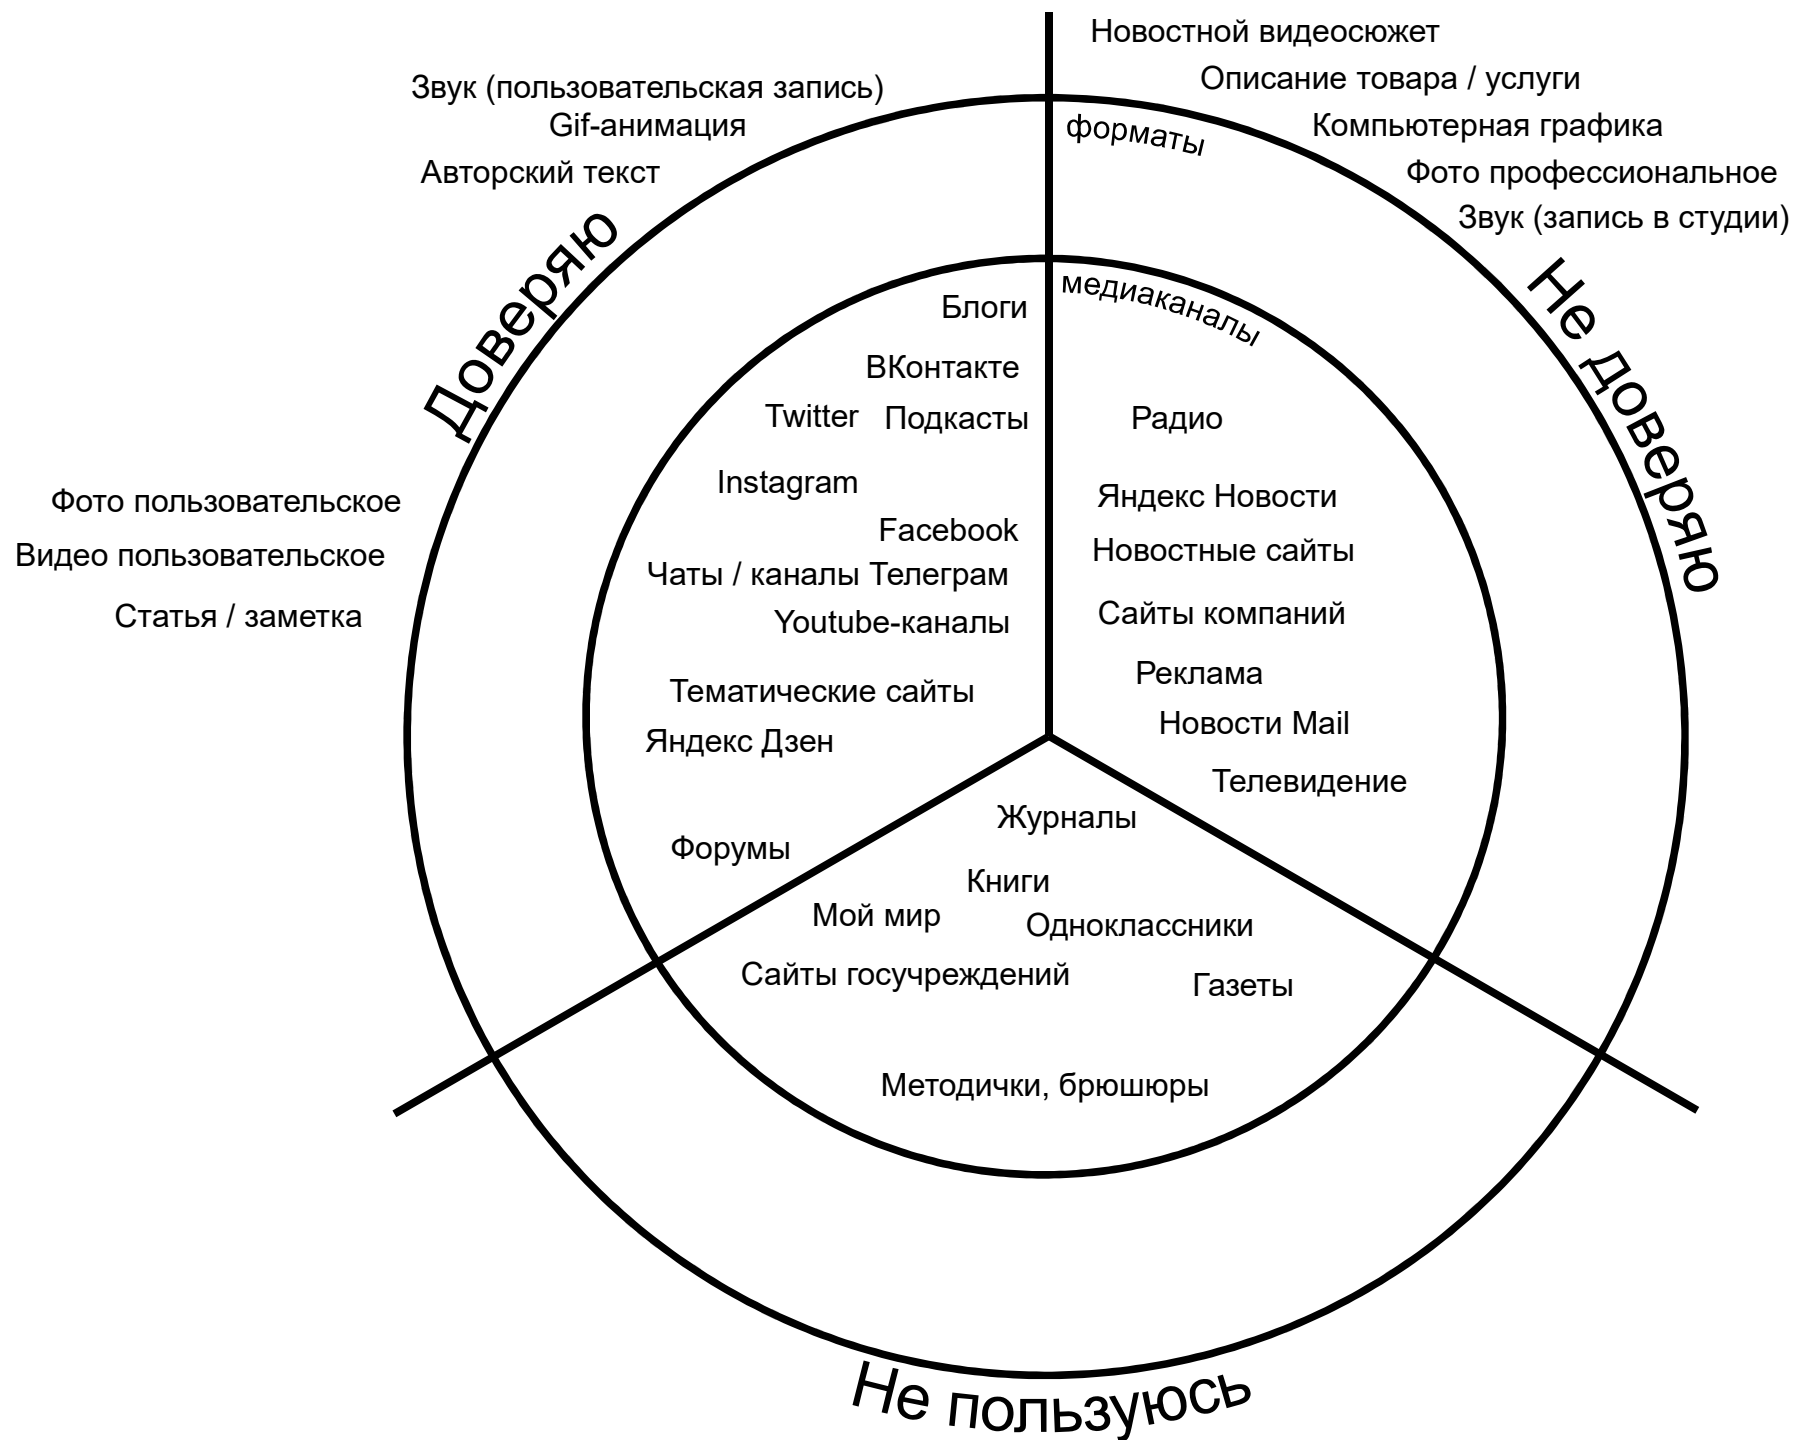 Новостной видеосюжет
Описание товара / услуги
Звук (пользовательская запись)
Gif-анимация
Компьютерная графика
форматы
Авторский текст
Фото профессиональное
Звук (запись в студии)
Доверяю
Не доверяю
медиаканалы
Блоги
ВКонтакте
Twitter
Подкасты
Радио
Instagram
Яндекс Новости
Фото пользовательское
Facebook
Новостные сайты
Видео пользовательское
Чаты / каналы Телеграм
Статья / заметка
Youtube-каналы
Сайты компаний
Реклама
Тематические сайты
Новости Mail
Яндекс Дзен
Телевидение
Журналы
Форумы
Книги
Мой мир
Одноклассники
Сайты госучреждений
Газеты
Методички, брюшюры
Не пользуюсь